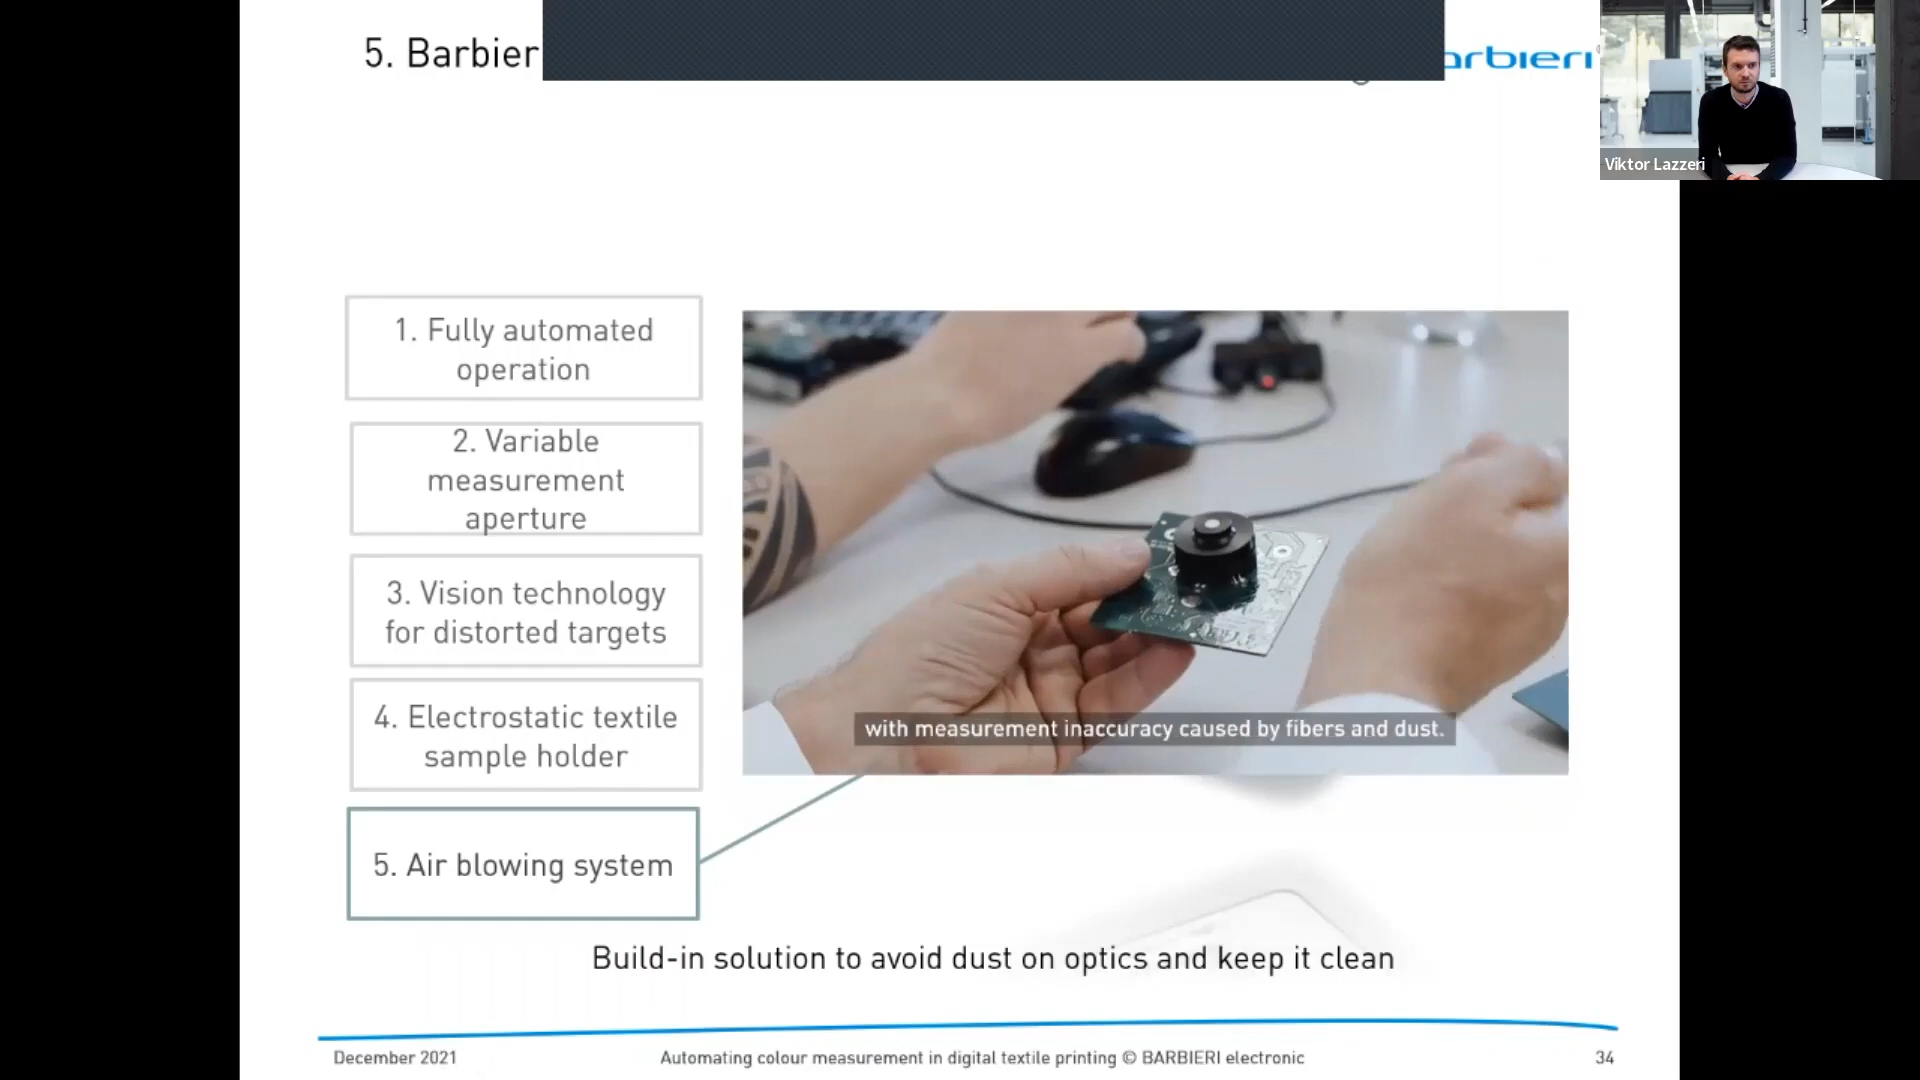 5. Barbier
arbieri
Viktor Lazzeri
1. Fully automated
operation
2. Variable
measurement
aperture
3. Vision technology
for distorted targets
4. Electrostatic textile
sample holder
5. Air blowing system
with measurement inaccuracy caused by fibers and dust.
Build-in solution to avoid dust on optics and keep it clean
December 2021
Automating colour measurement in digital textile printing © BARBIERI electronic
34